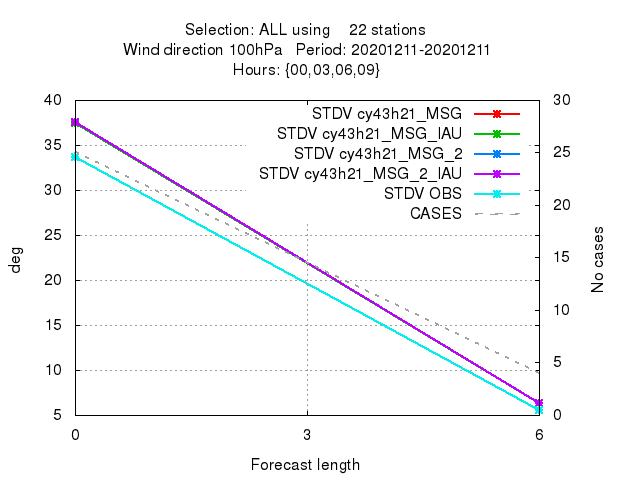 Selection: ALL using    22 stations
Wind direction 100hPa   Period: 20201211-20201211
Hours: {00,03,06,09}
STDV cy43h21_MSG
STDV cy43h21_MSG_IAU
STDV cy43h21_MSG_2
STDV cy43h21_MSG_2_IAU
STDV OBS
CASES
deg
40
35
30
25
20
15
10
5
30
25
20
15
10
5
0
No cases
0 3 6
Forecast length